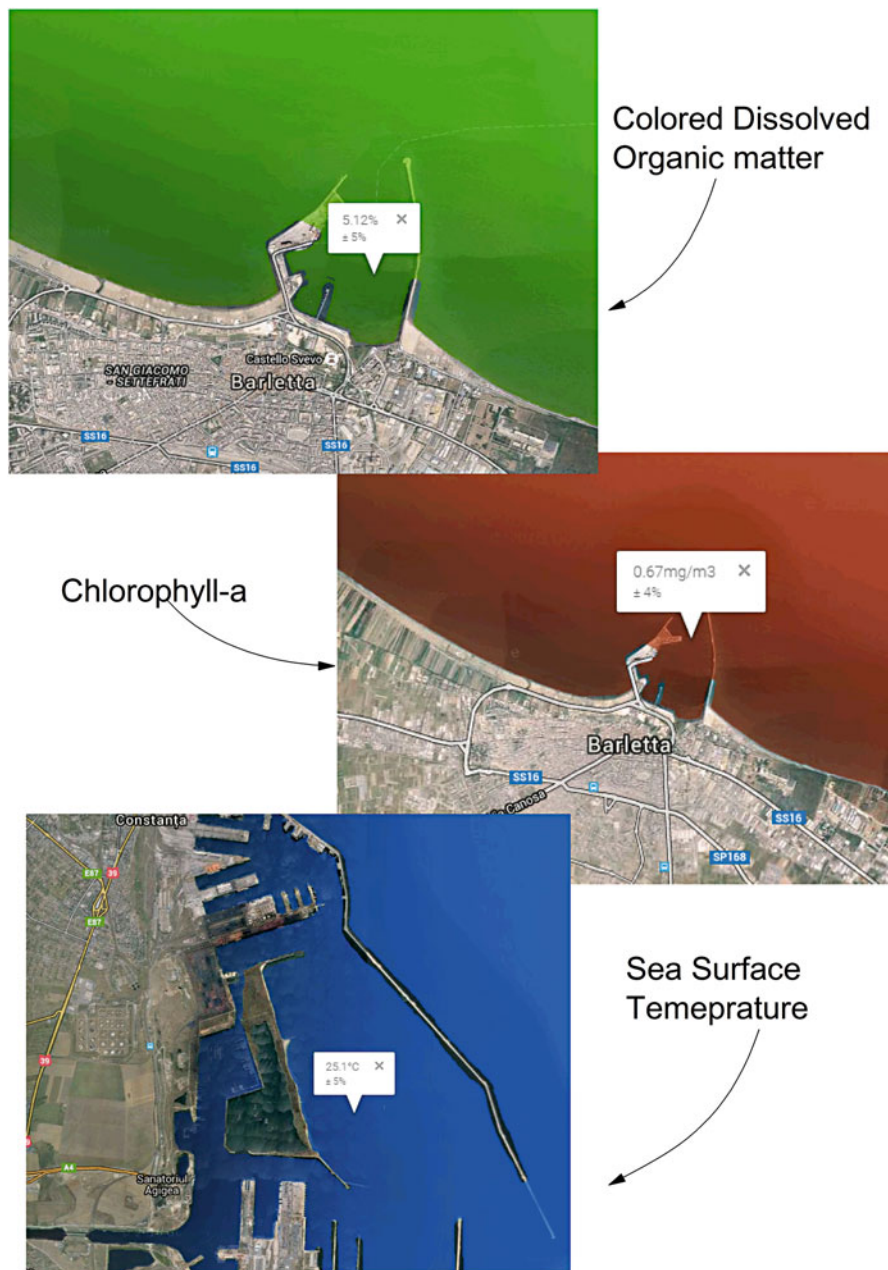 Colored Dissolved
Organic matter
5.12%
± 5%
Castello Svevo
SAN GIACOMO
- SETTEFRATI
Barletta
SS16
SS16
SS16
Chlorophyll-a
0.67mg/m3
± 4%
Barletta
SS16
Canosa
SS16
SP168
Constanța
E87
39
E87
Sea Surface
Temeprature
25.1°C
± 5%
39
A4
Sanatoriul
Agigea